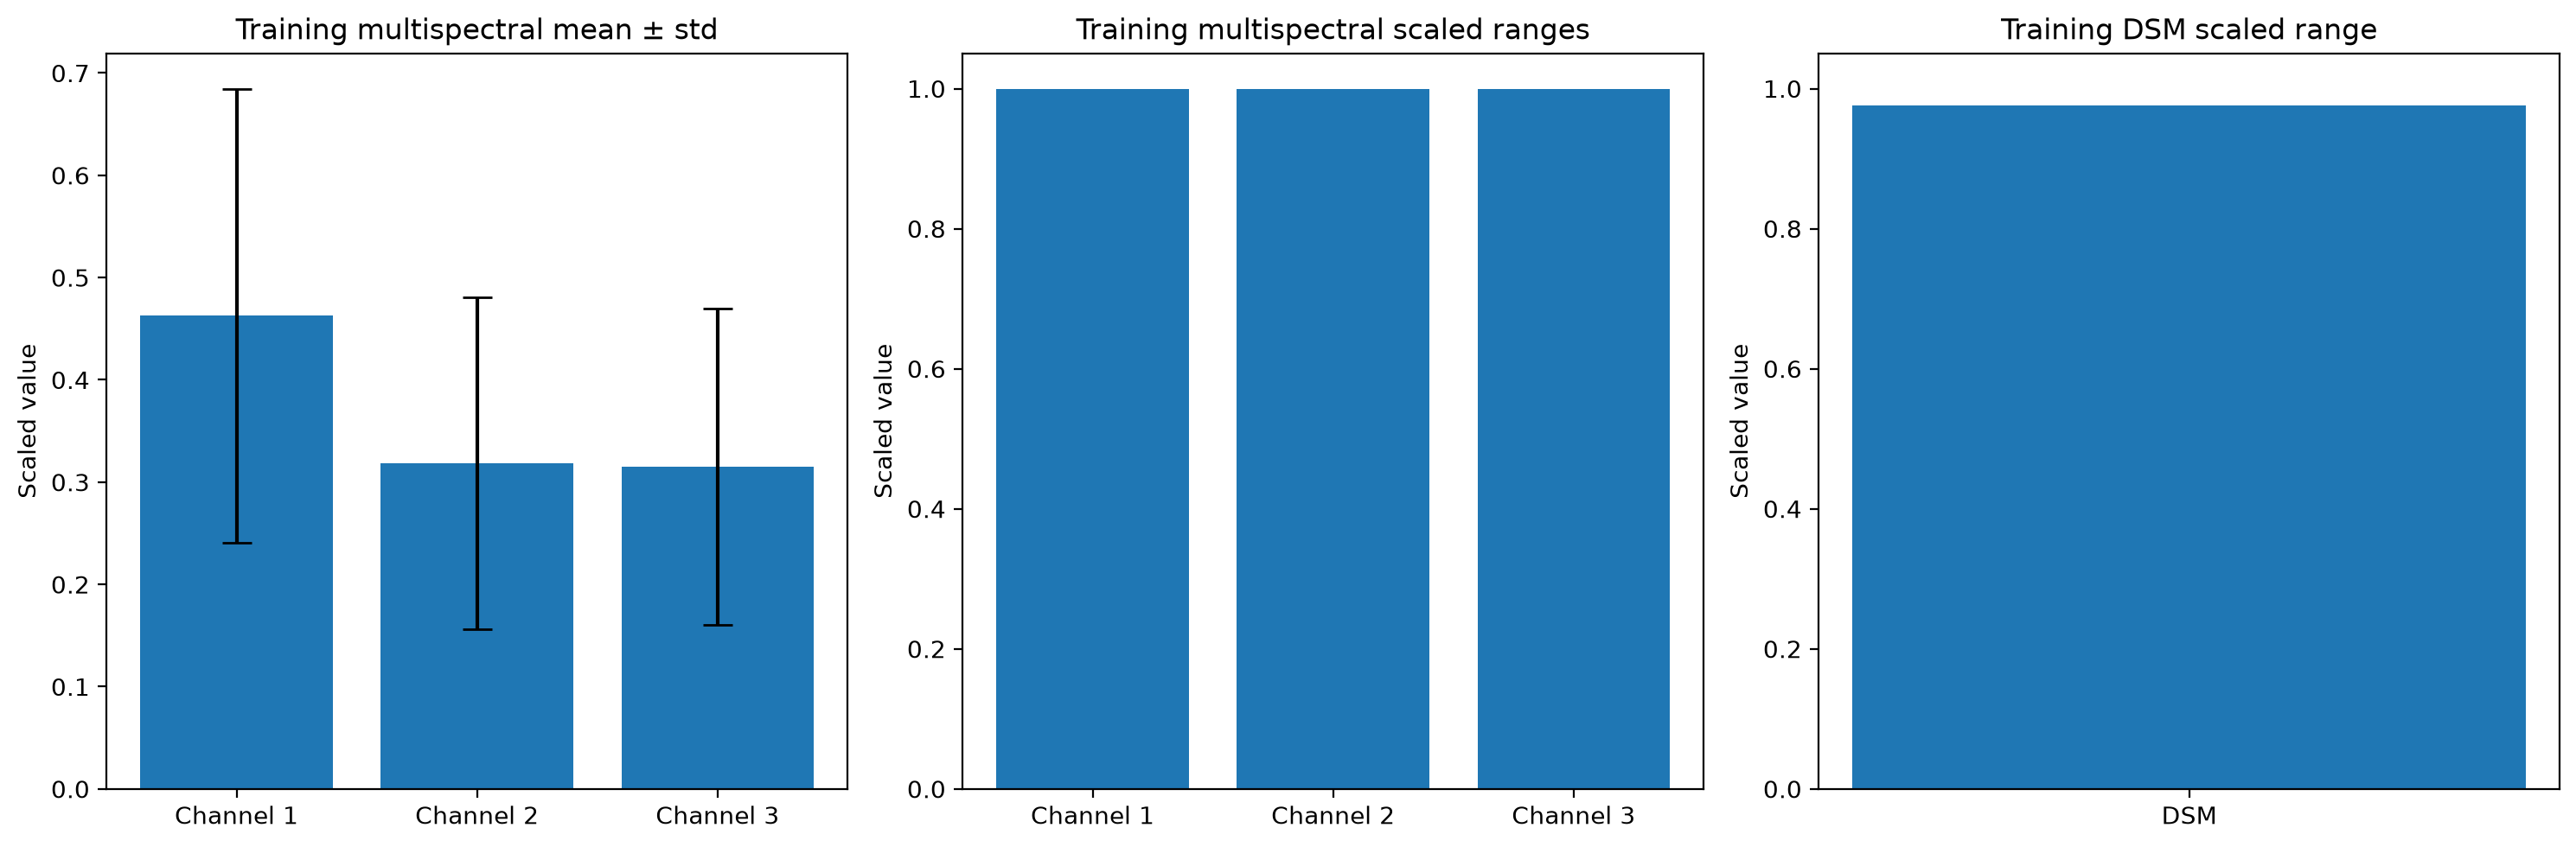 Training multispectral mean ± std
Scaled value
0.7
0.6
0.5
0.4
0.3
0.2
0.1
0.0
Channel 1
Channel 2
Channel 3
Training multispectral scaled ranges
Scaled value
1.0
0.8
0.6
0.4
0.2
0.0
Channel 1
Channel 2
Channel 3
Training DSM scaled range
Scaled value
1.0
0.8
0.6
0.4
0.2
0.0
DSM